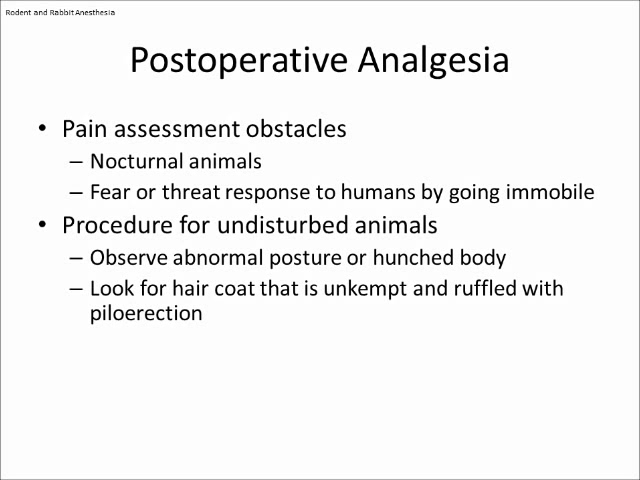 Rodent and Rabbit Anesthesia
Postoperative Analgesia
• Pain assessment obstacles
– Nocturnal animals
– Fear or threat response to humans by going immobile
• Procedure for undisturbed animals
– Observe abnormal posture or hunched body
– Look for hair coat that is unkempt and ruffled with
piloerection